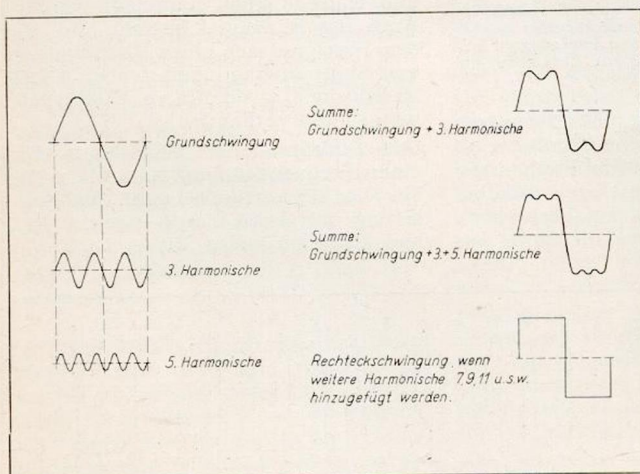 Grundschwingung
3. Harmonische
5. Harmonische
Summe:
Grundschwingung + 3. Harmonische
Summe:
Grundschwingung +3.+5. Harmonische
Rechteckschwingung, wenn
weitere Harmonische 7,9,11 u.s.w.
hinzugefügt werden.